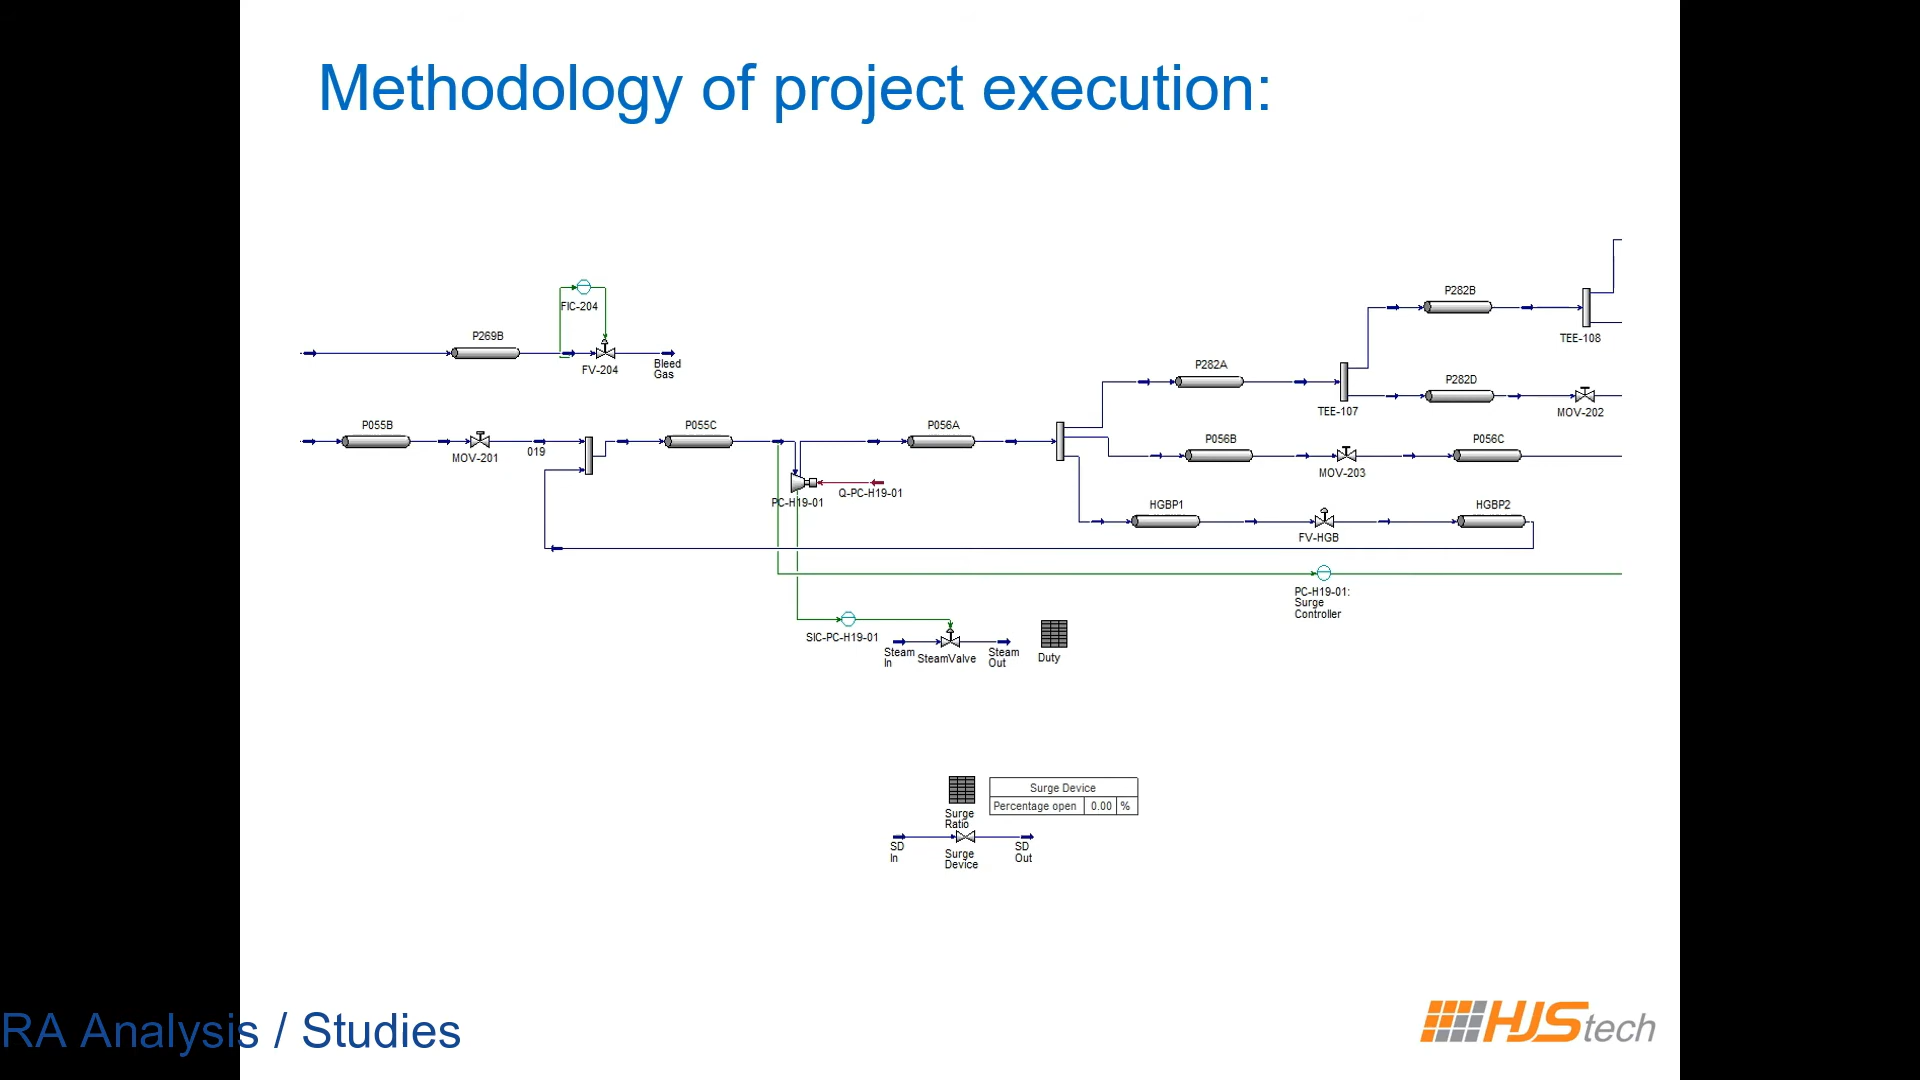 Methodology of project execution:
P282B
FIC-204
P269B
TEE-108
FV-204
Bleed
Gas
P282A
P282D
TEE-107
MOV-202
P055B
P055C
P056A
P056B
P056C
MOV-201
019
MOV-203
Q-PC-H19-01
PC-H19-01
HGBP1
HGBP2
FV-HGB
PC-H19-01:
Surge
Controller
SIC-PC-H19-01
Steam
In
SteamValve
Steam
Out
Duty
Surge Device
Percentage open 0.00 %
Surge
Ratio
SD
In
Surge
Device
SD
Out
RA Analysis / Studies
HJS tech